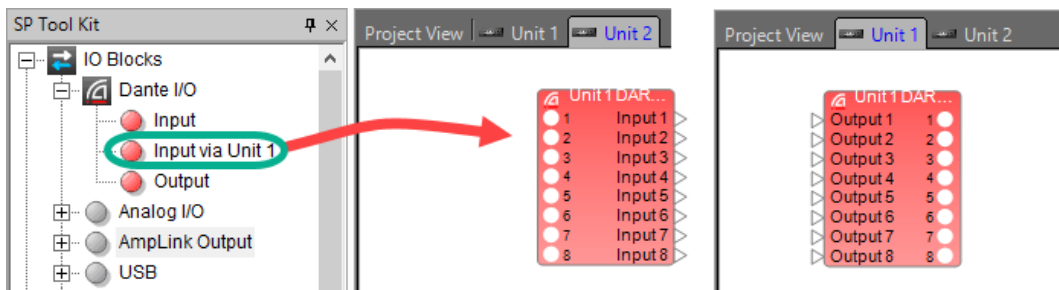 SP Tool Kit
IO Blocks
Dante I/O
Input
Input via Unit 1
Output
Analog I/O
AmpLink Output
USB
Project View Unit 1 Unit 2
Unit 1 DAR...
1 Input 1
2 Input 2
3 Input 3
4 Input 4
5 Input 5
6 Input 6
7 Input 7
8 Input 8
Project View Unit 1 Unit 2
Unit 1 DAR...
Output 1 1
Output 2 2
Output 3 3
Output 4 4
Output 5 5
Output 6 6
Output 7 7
Output 8 8